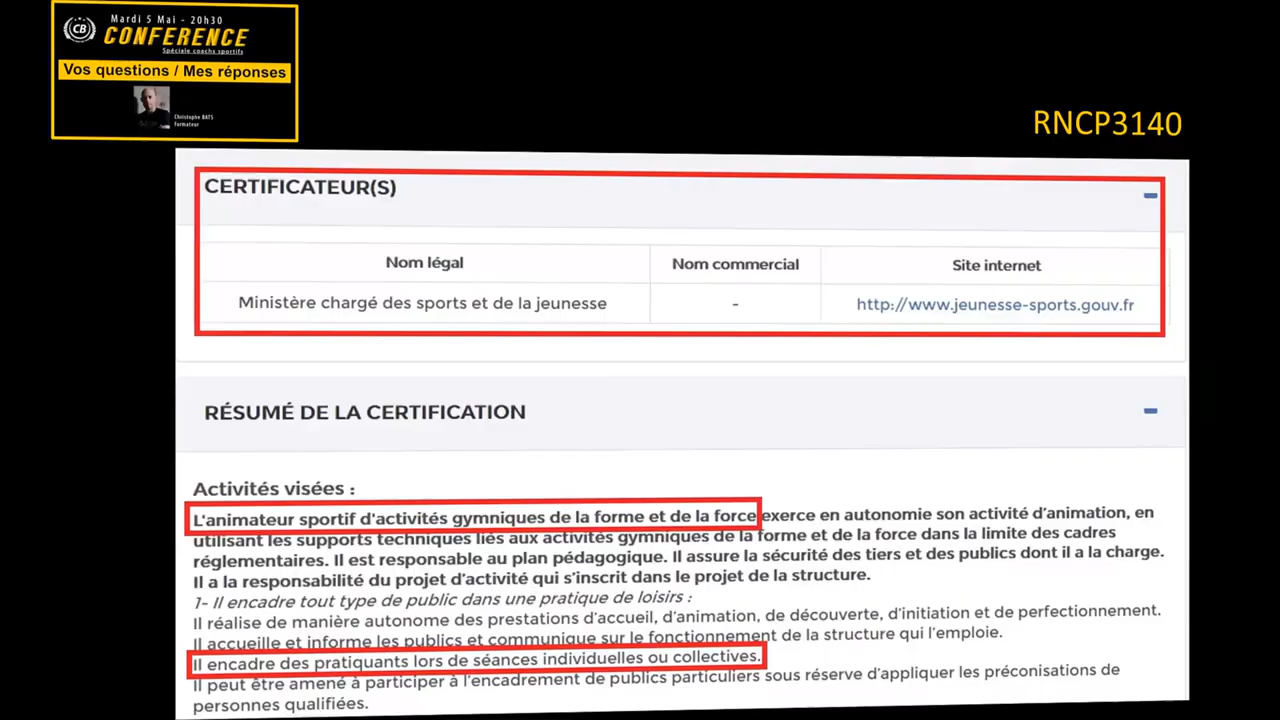 Mardi 5 Mai - 20h30
CB
CONFERENCE
Spéciale coachs sportifs
Vos questions / Mes réponses
Christophe BATS
Formateur
RNCP3140
CERTIFICATEUR(S)
Nom légal Nom commercial Site internet
Ministère chargé des sports et de la jeunesse - http://www.jeunesse-sports.gouv.fr
RÉSUMÉ DE LA CERTIFICATION
Activités visées :
L'animateur sportif d'activités gymniques de la forme et de la force exerce en autonomie son activité d'animation, en
utilisant les supports techniques liés aux activités gymniques de la forme et de la force dans la limite des cadres
réglementaires. Il est responsable au plan pédagogique. Il assure la sécurité des tiers et des publics dont il a la charge.
Il a la responsabilité du projet d'activité qui s'inscrit dans le projet de la structure.
1- Il encadre tout type de public dans une pratique de loisirs :
Il réalise de manière autonome des prestations d'accueil, d'animation, de découverte, d'initiation et de perfectionnement.
Il accueille et informe les publics et communique sur le fonctionnement de la structure qui l'emploie.
Il encadre des pratiquants lors de séances individuelles ou collectives.
Il peut être amené à participer à l'encadrement de publics particuliers sous réserve d'appliquer les préconisations de
personnes qualifiées.